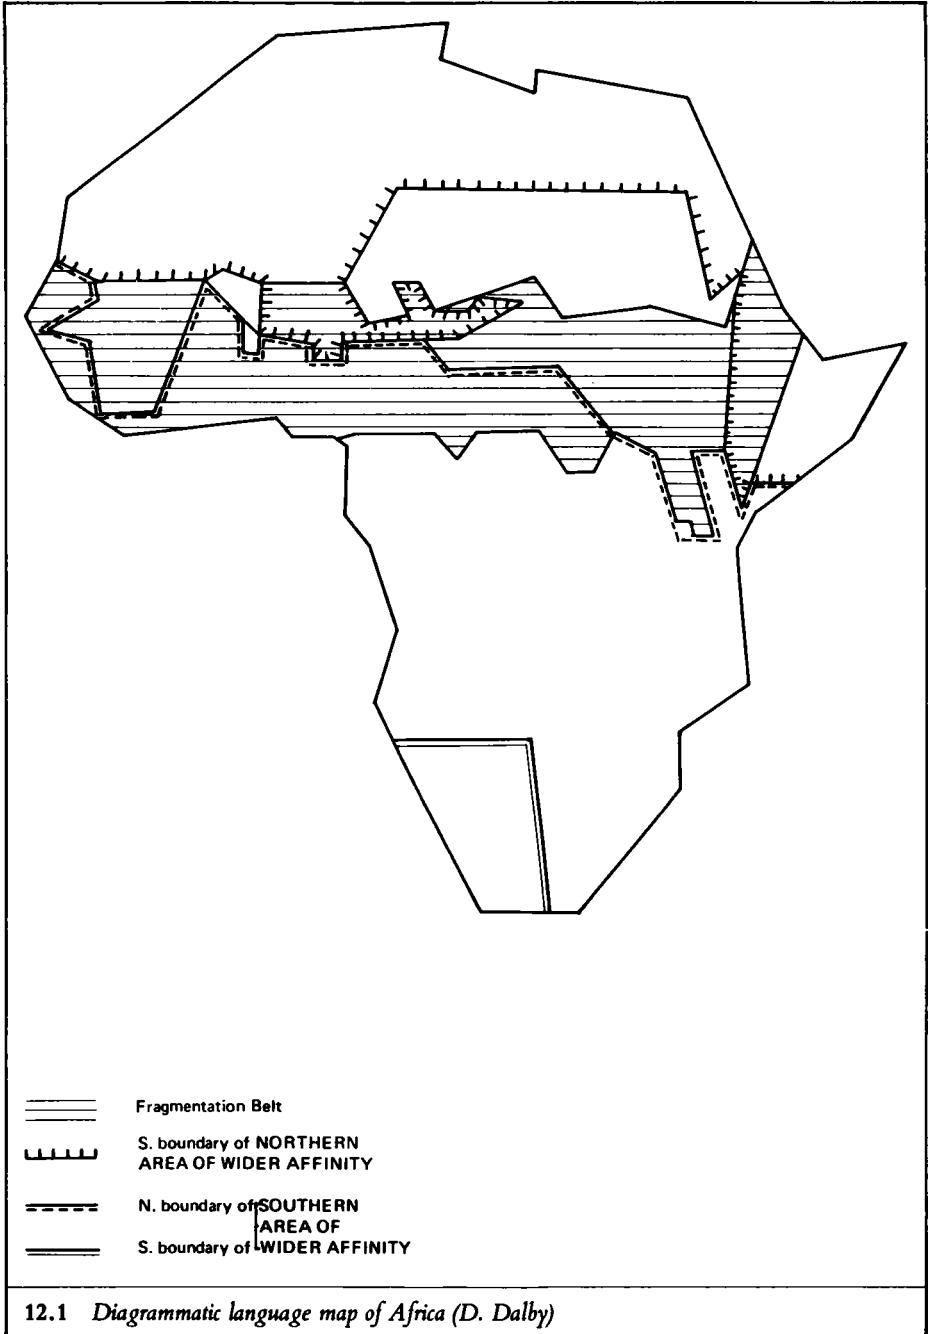 Fragmentation Belt
S. boundary of NORTHERN
AREA OF WIDER AFFINITY
N. boundary of SOUTHERN
AREA OF
S. boundary of WIDER AFFINITY
12.1 Diagrammatic language map of Africa (D. Dalby)